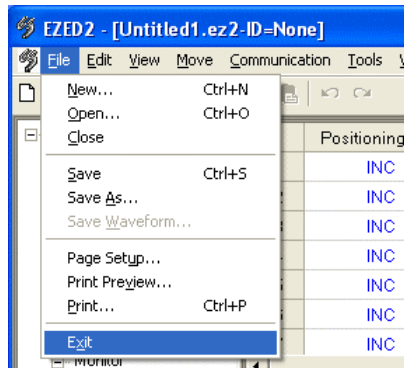 EZED2 - [Untitled1.ez2-ID=None]
File Edit View Move Communication Tools
New... Ctrl+N
Open... Ctrl+O
Close
Save Ctrl+S
Save As...
Save Waveform...
Page Setup...
Print Preview...
Print... Ctrl+P
Exit
Positioning
INC
INC
INC
INC
INC
INC
INC
Monitor